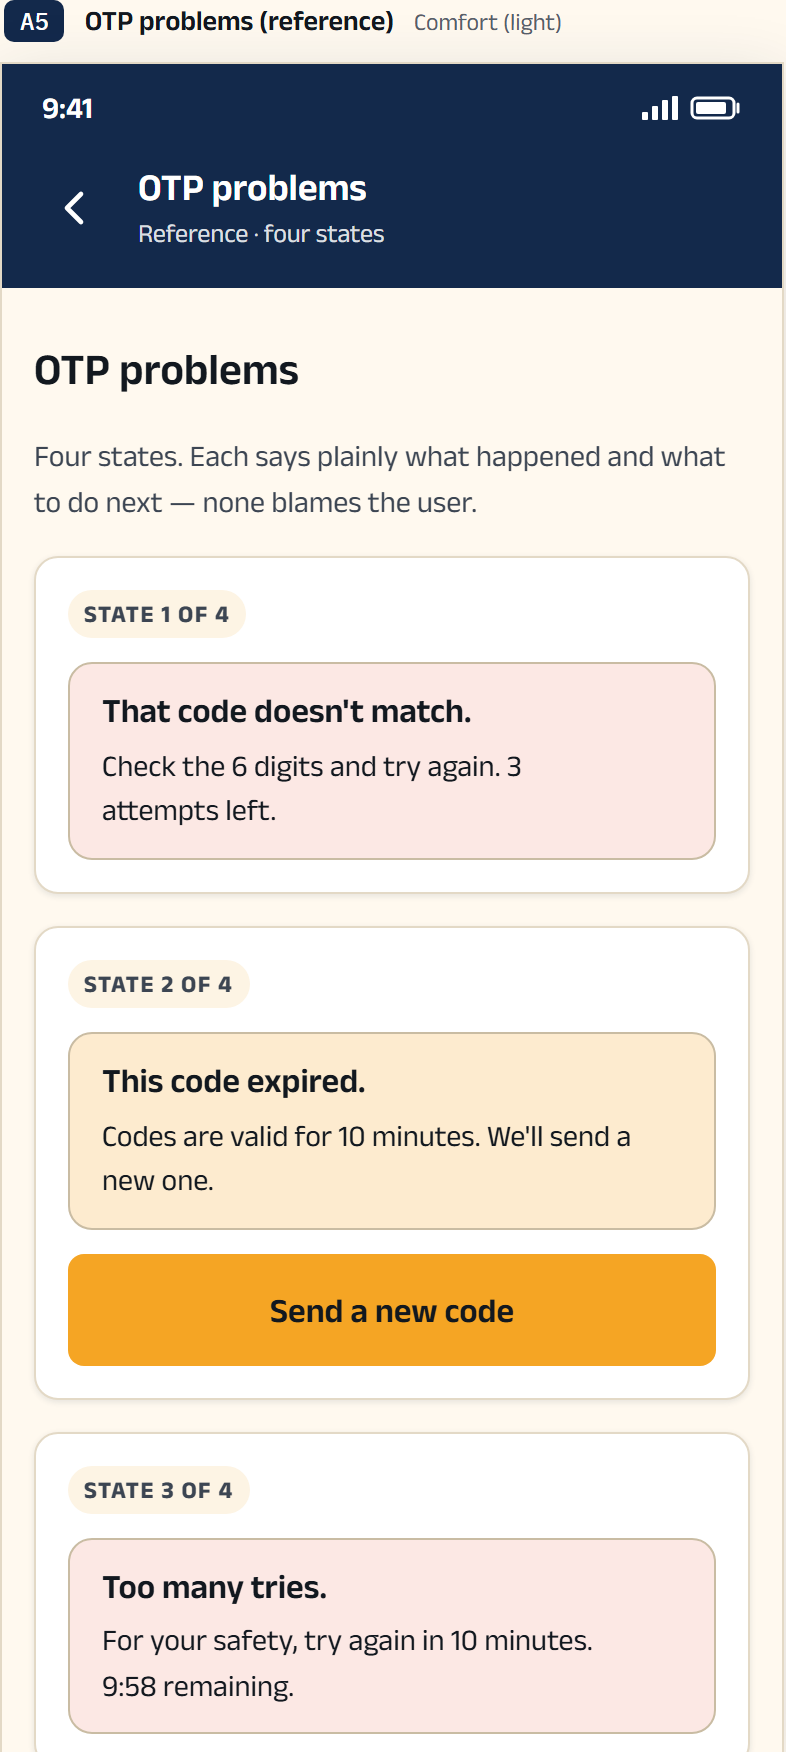 A5 OTP problems (reference) Comfort (light)
9:41
OTP problems
Reference · four states
OTP problems
Four states. Each says plainly what happened and what
to do next — none blames the user.
STATE 1 OF 4
That code doesn't match.
Check the 6 digits and try again. 3
attempts left.
STATE 2 OF 4
This code expired.
Codes are valid for 10 minutes. We'll send a
new one.
Send a new code
STATE 3 OF 4
Too many tries.
For your safety, try again in 10 minutes.
9:58 remaining.